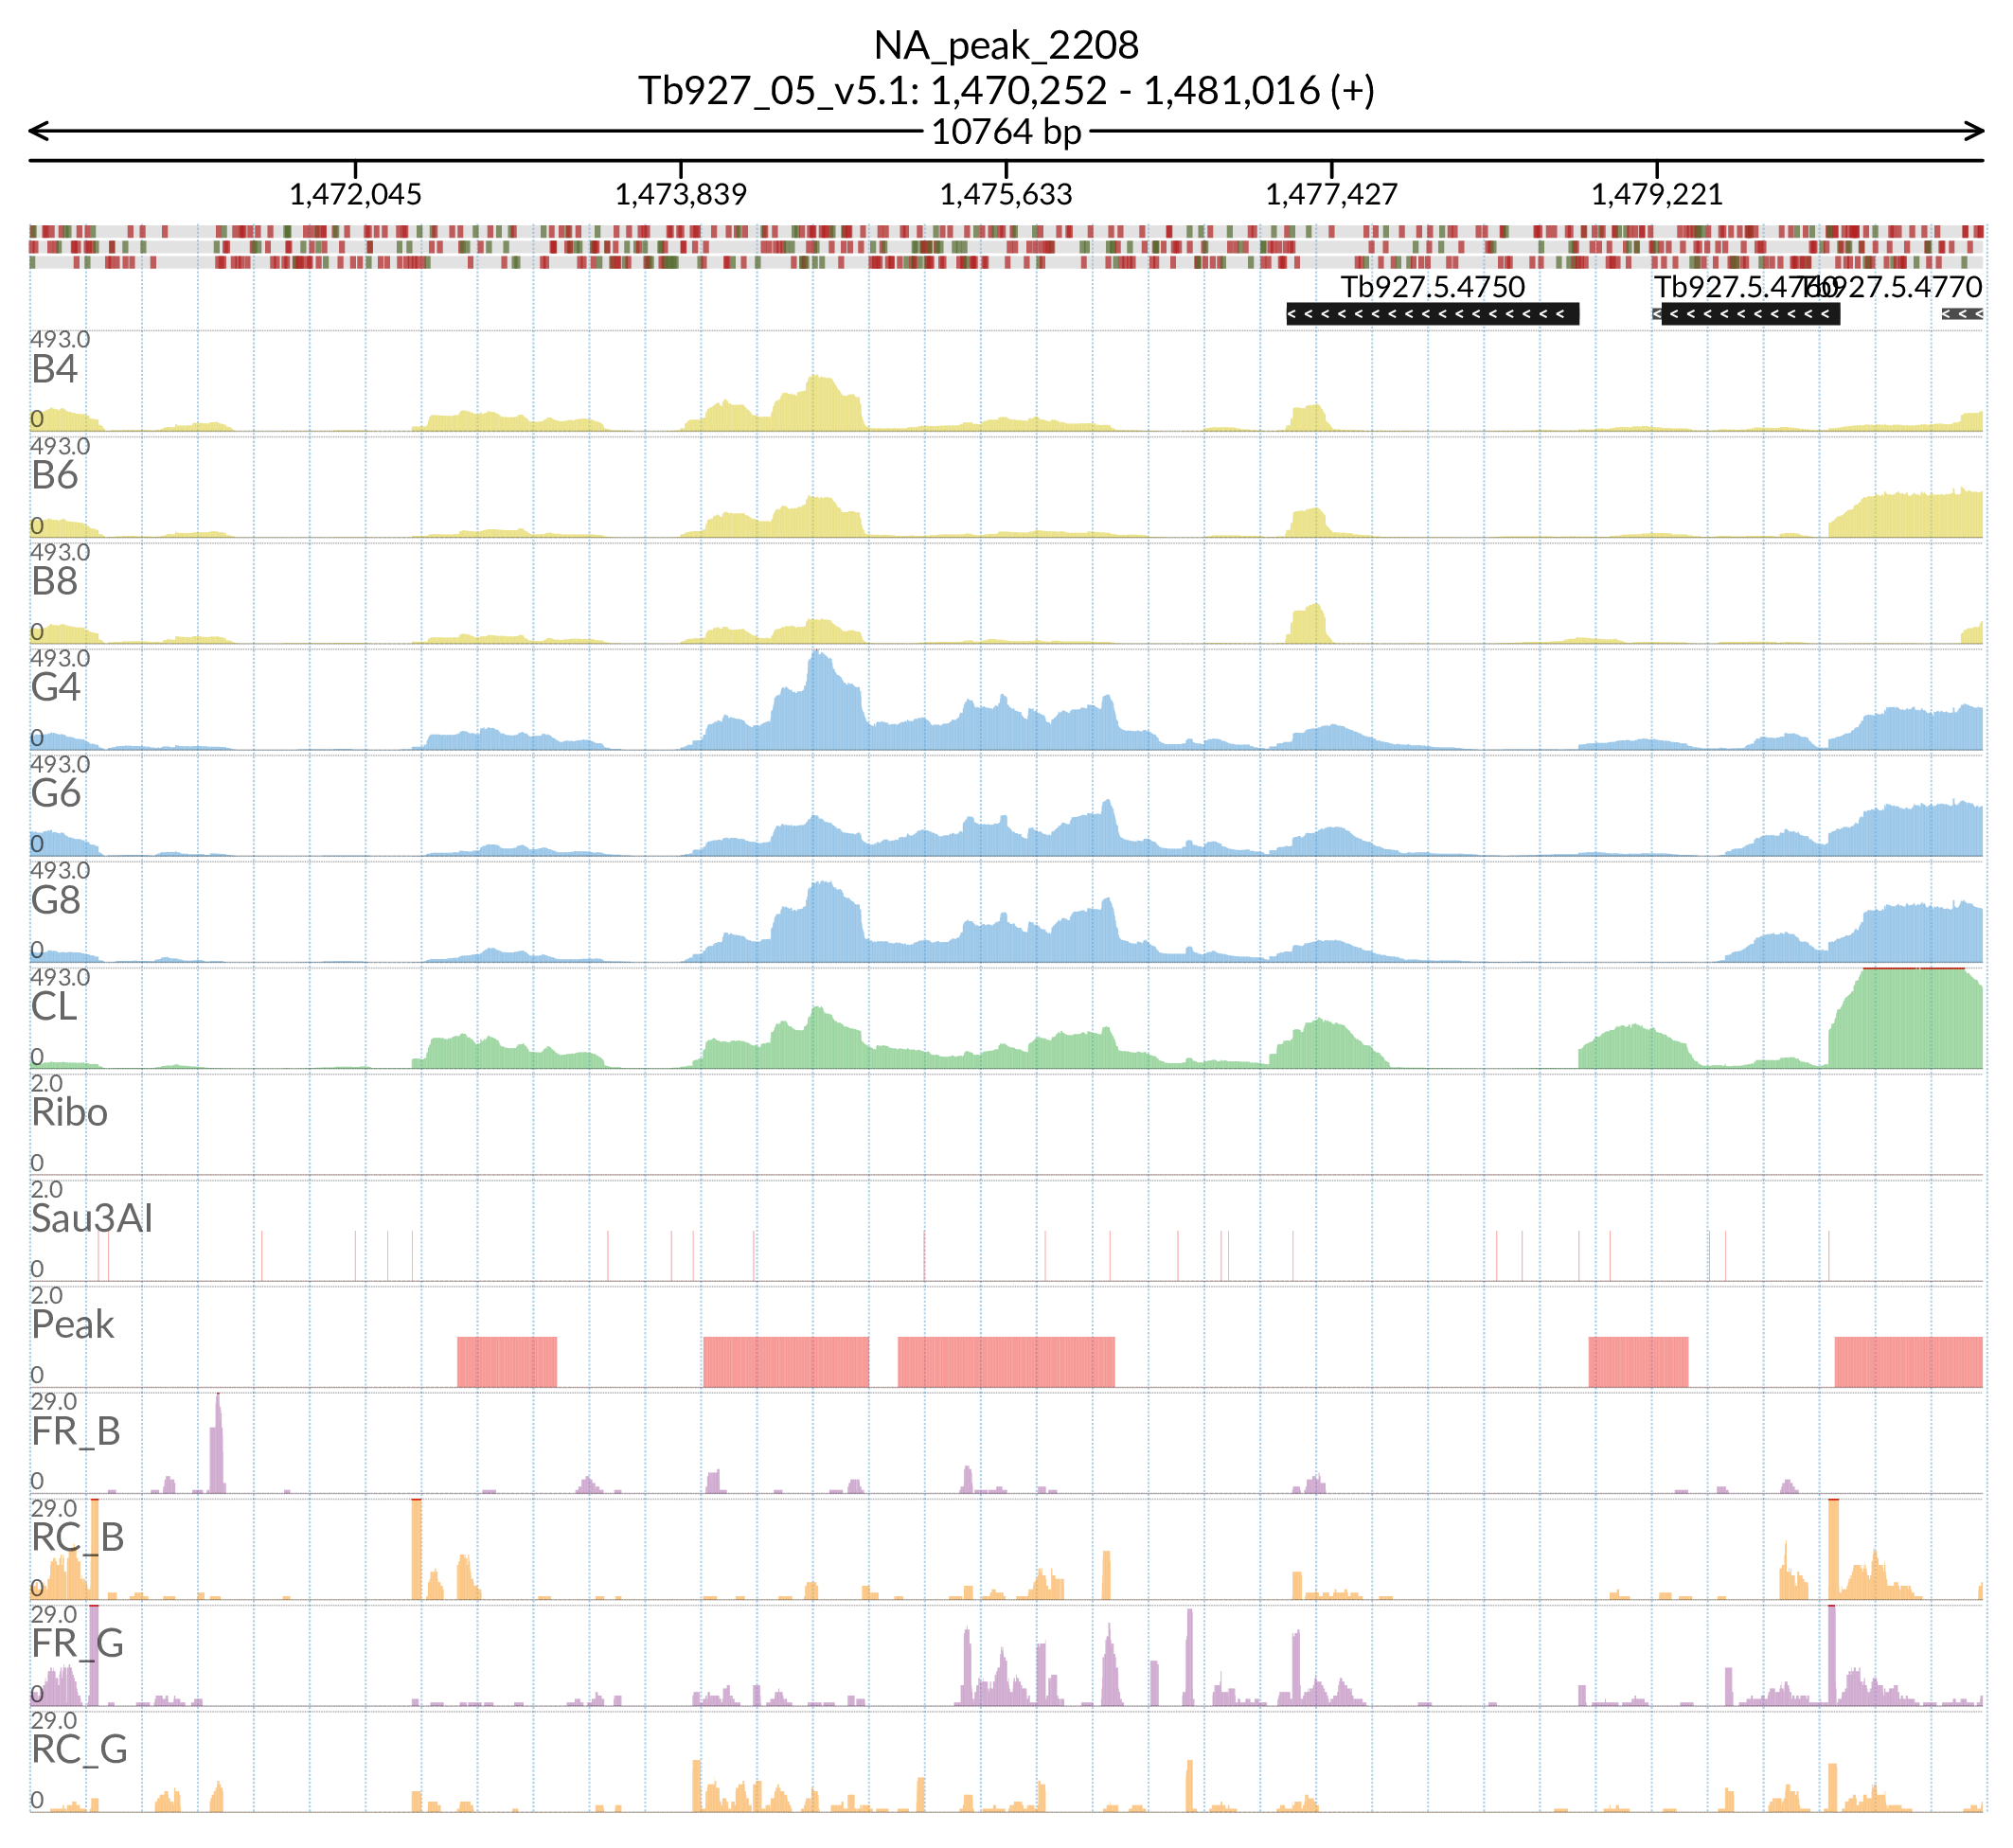 NA_peak_2208
Tb927_05_v5.1: 1,470,252 - 1,481,016 (+)
10764 bp
1,472,045 1,473,839 1,475,633 1,477,427 1,479,221
Tb927.5.4750 Tb927.5.4760 Tb927.5.4770
493.0
B4
0
493.0
B6
0
493.0
B8
0
493.0
G4
0
493.0
G6
0
493.0
G8
0
493.0
CL
0
2.0
Ribo
0
2.0
Sau3AI
0
2.0
Peak
0
29.0
FR_B
0
29.0
RC_B
0
29.0
FR_G
0
29.0
RC_G
0